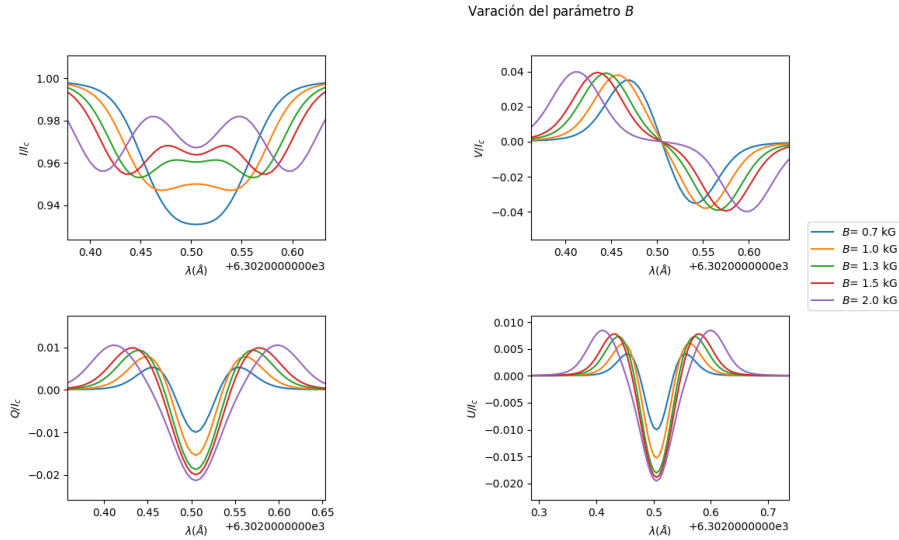 Varación del parámetro B
I/Ic
1.00
0.98
0.96
0.94
0.40 0.45 0.50 0.55 0.60
λ(Å)
+6.3020000000e3
V/Ic
0.04
0.02
0.00
−0.02
−0.04
0.40 0.45 0.50 0.55 0.60
λ(Å)
+6.3020000000e3
B= 0.7 kG
B= 1.0 kG
B= 1.3 kG
B= 1.5 kG
B= 2.0 kG
Q/Ic
0.01
0.00
−0.01
−0.02
0.40 0.45 0.50 0.55 0.60 0.65
λ(Å)
+6.3020000000e3
U/Ic
0.010
0.005
0.000
−0.005
−0.010
−0.015
−0.020
0.3 0.4 0.5 0.6 0.7
λ(Å)
+6.3020000000e3